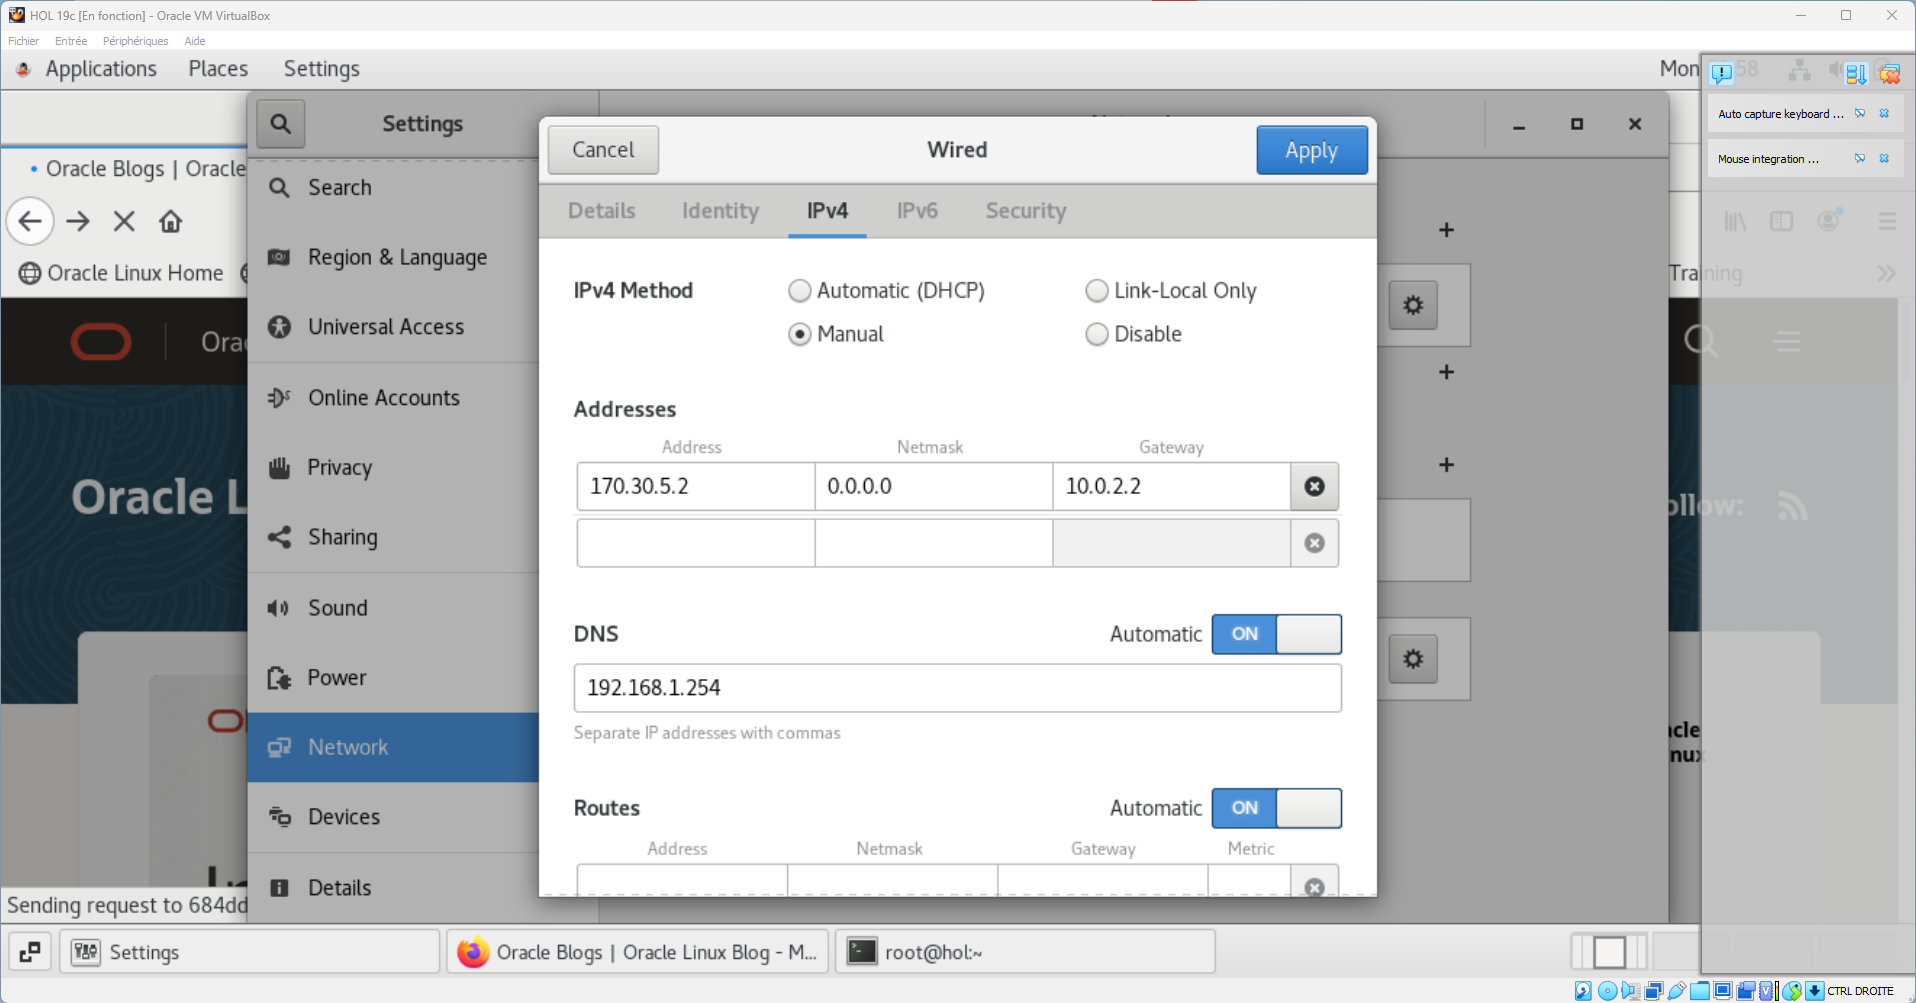 HOL 19c [En fonction] - Oracle VM VirtualBox
Fichier Entrée Périphériques Aide
Applications Places Settings Mon 58
Auto capture keyboard ...
Mouse integration ...
Settings
Cancel Wired Apply
Oracle Blogs | Oracle
Search
Details Identity IPv4 IPv6 Security
Region & Language
Oracle Linux Home
Training
IPv4 Method Automatic (DHCP) Link-Local Only
Manual Disable
Universal Access
Orac
Online Accounts
Addresses
Address Netmask Gateway
Privacy
170.30.5.2 0.0.0.0 10.0.2.2
Oracle L
ollow:
Sharing
Sound
DNS Automatic ON
Power
192.168.1.254
Separate IP addresses with commas
Network
acle
nux
Devices
Routes Automatic ON
Address Netmask Gateway Metric
Details
Sending request to 684dd
Settings
Oracle Blogs | Oracle Linux Blog - M...
root@hol:~
CTRL DROITE